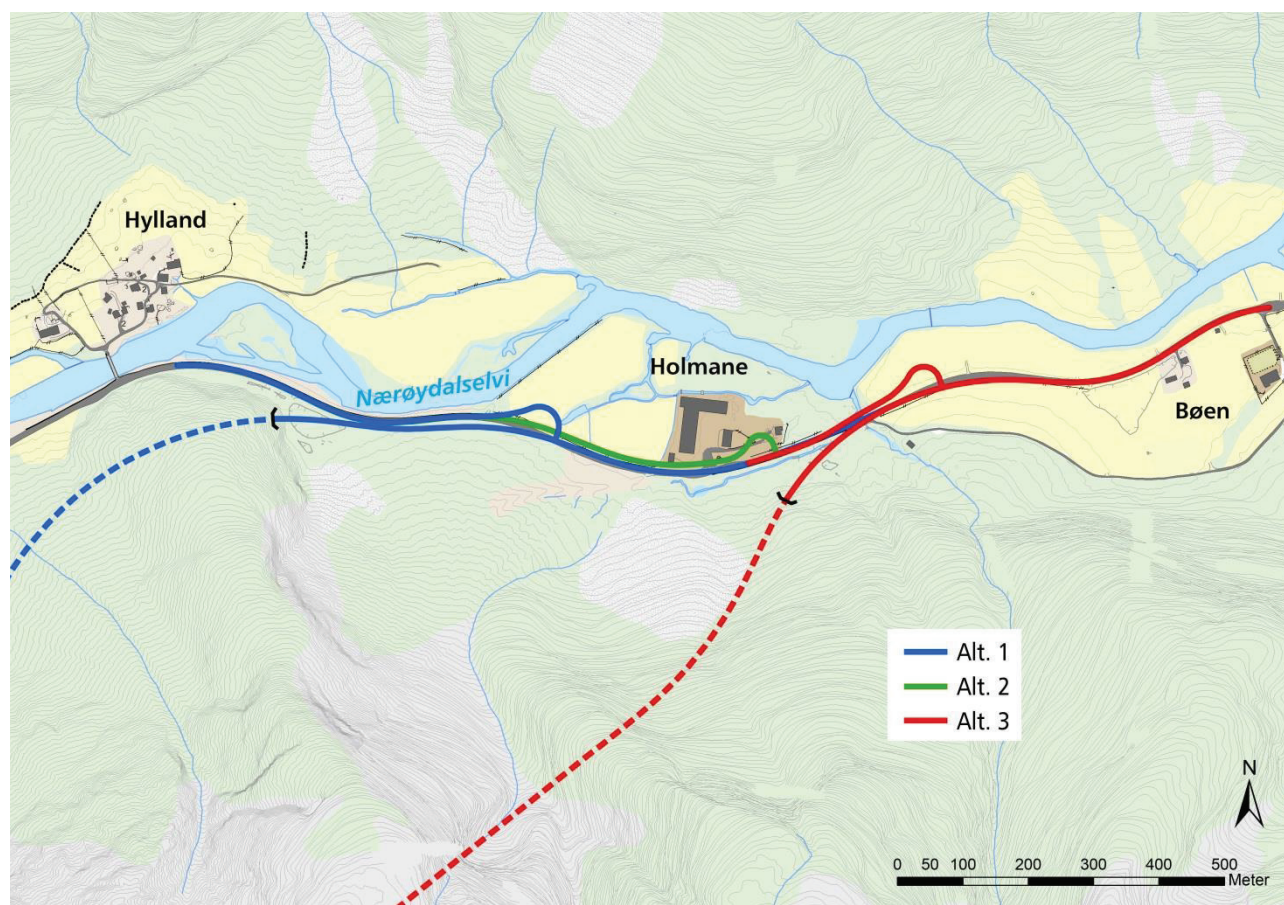 Hylland
Holmane
Nærøydalselvi
Bøen
Alt. 1
Alt. 2
Alt. 3
N
0 50 100 200 300 400 500
Meter